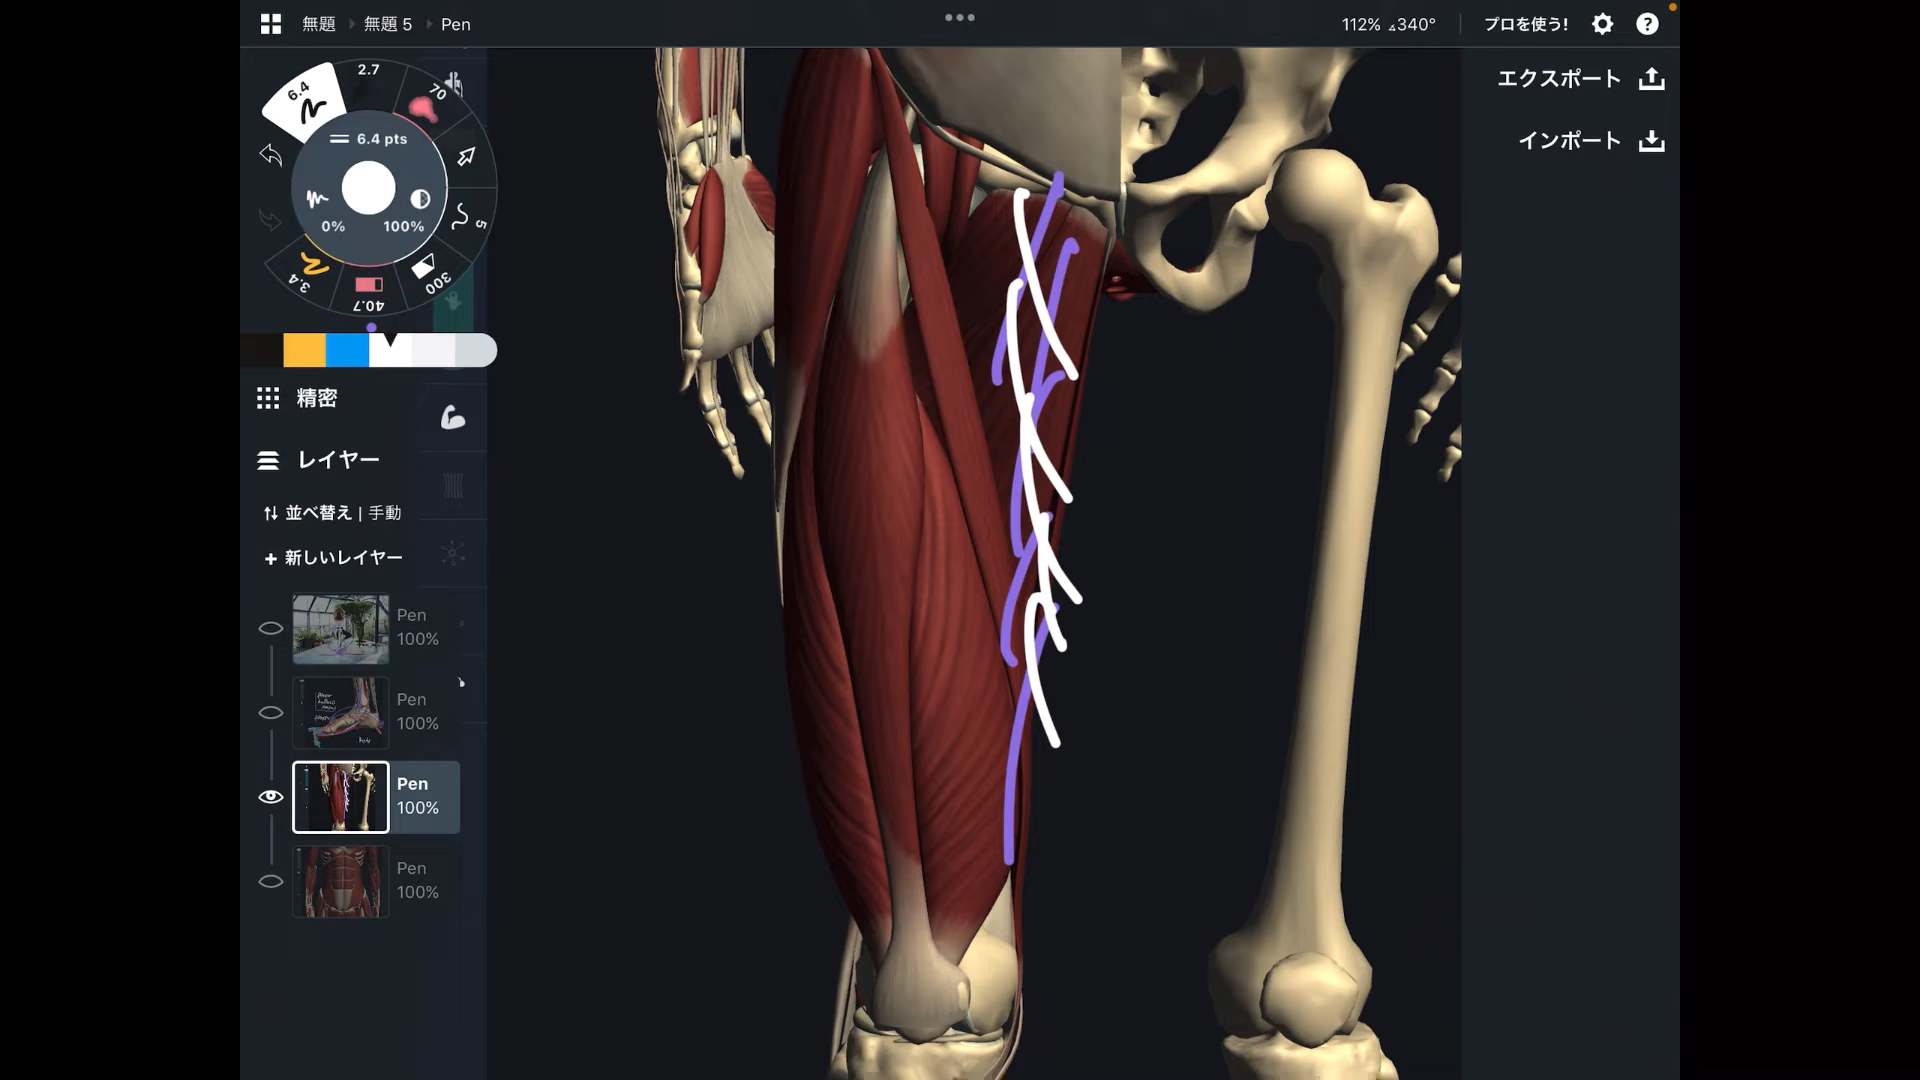 無題 無題 5 Pen
112% ⊿340° プロを使う!
エクスポート
インポート
2.7
6.4
70
6.4 pts
0% 100%
5
3.4
40.7
300
精密
レイヤー
並べ替え | 手動
+ 新しいレイヤー
Pen
100%
Pen
100%
Pen
100%
Pen
100%